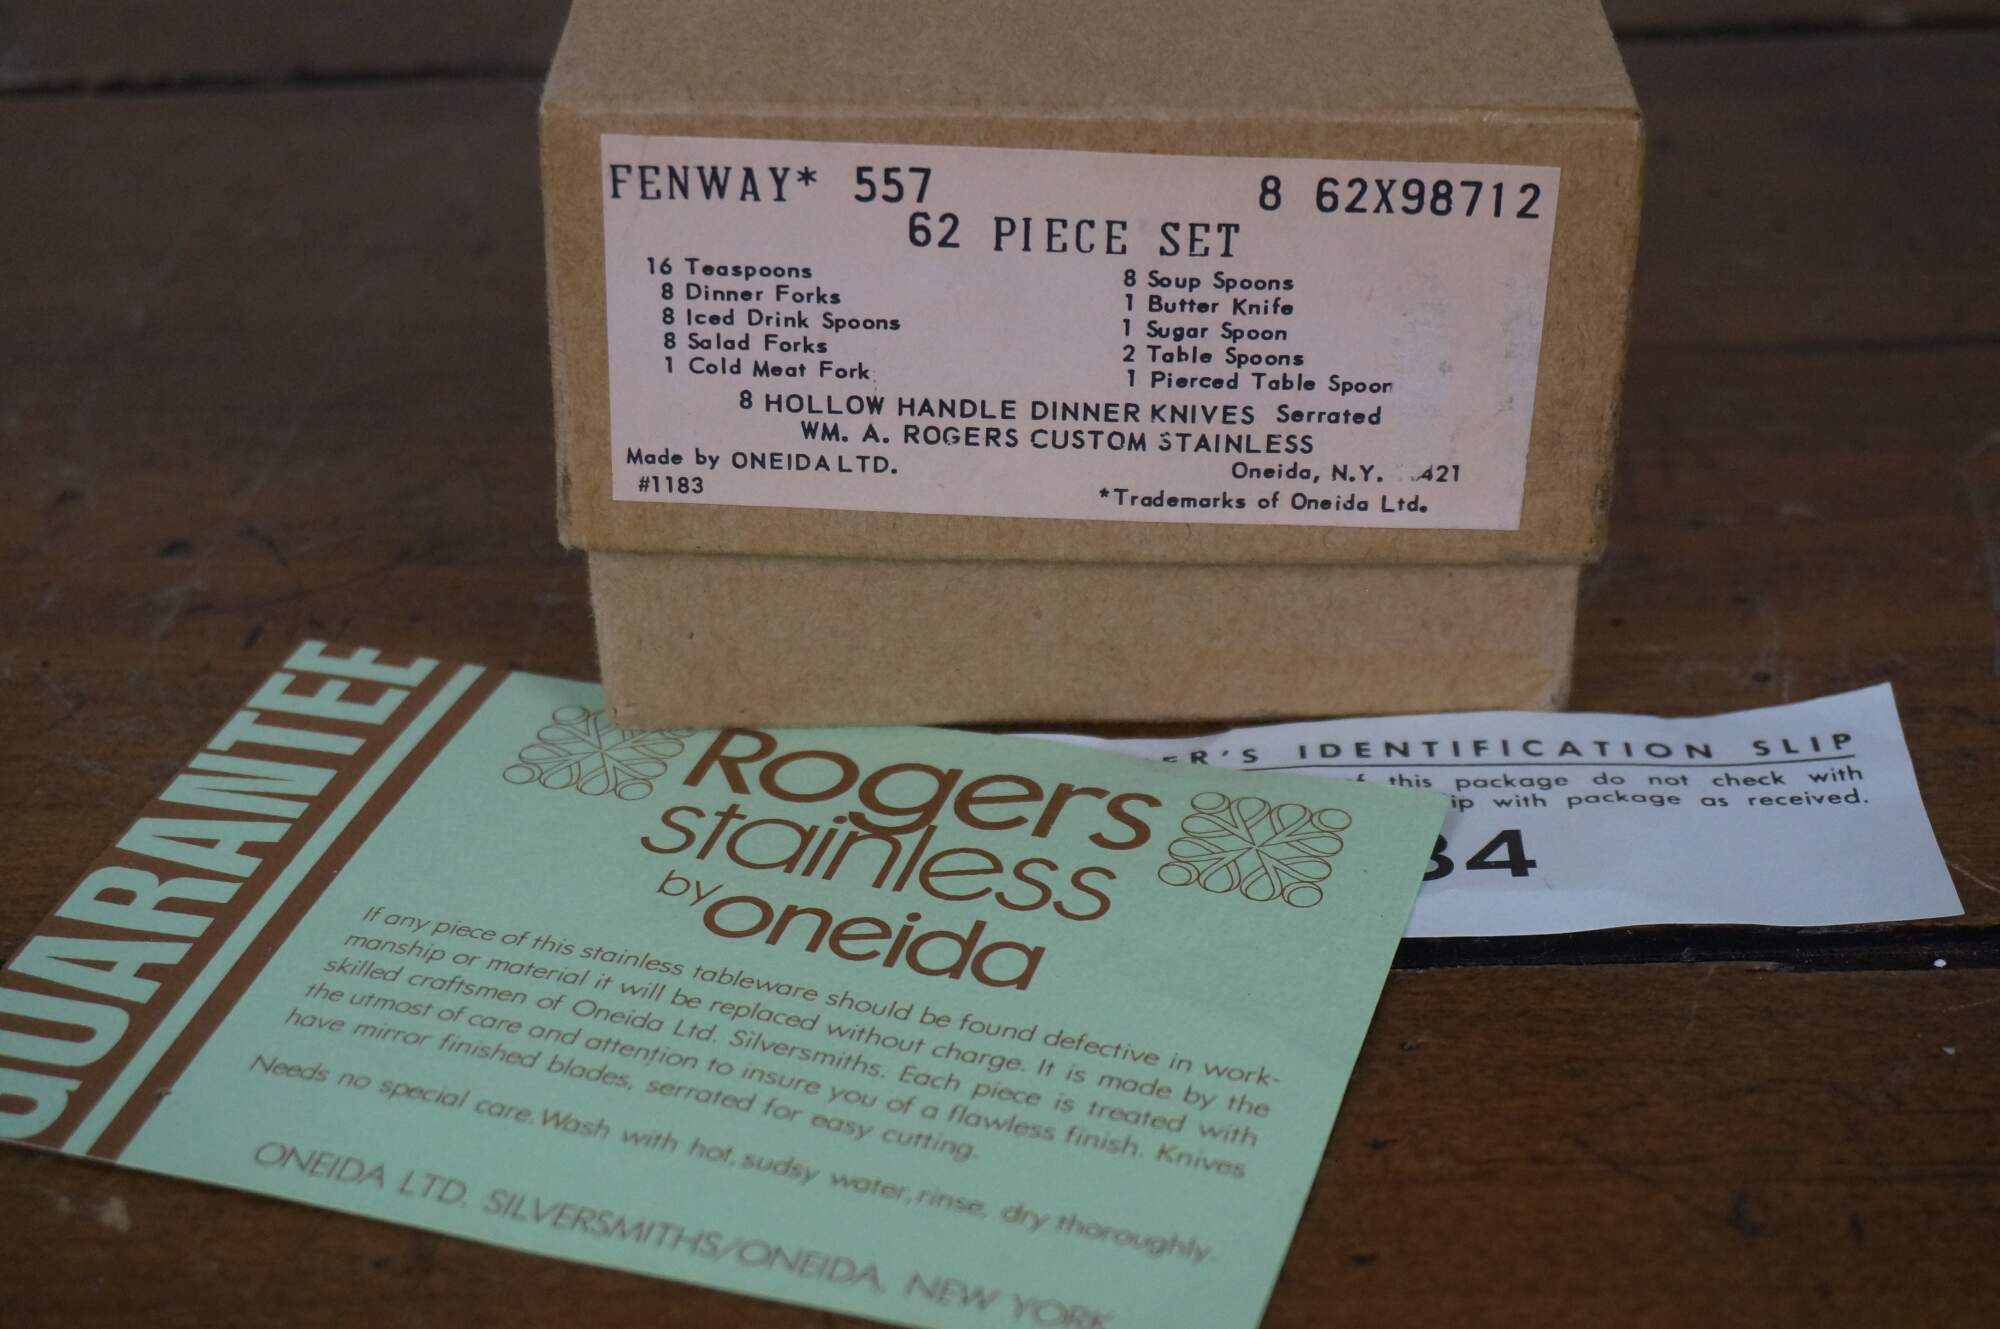 FENWAY* 557 8 62X98712
62 PIECE SET
16 Teaspoons
8 Dinner Forks
8 Iced Drink Spoons
8 Salad Forks
1 Cold Meat Fork
8 Soup Spoons
1 Butter Knife
1 Sugar Spoon
2 Table Spoons
1 Pierced Table Spoon
8 HOLLOW HANDLE DINNER KNIVES Serrated
WM. A. ROGERS CUSTOM STAINLESS
Made by ONEIDA LTD. Oneida, N.Y. 421
#1183 *Trademarks of Oneida Ltd.
GUARANTEE
Rogers
stainless
by oneida
If any piece of this stainless tableware should be found defective in work-
manship or material it will be replaced without charge. It is made by the
skilled craftsmen of Oneida Ltd. Silversmiths. Each piece is treated with
the utmost of care and attention to insure you of a flawless finish. Knives
have mirror finished blades, serrated for easy cutting.
Needs no special care. Wash with hot, sudsy water, rinse, dry thoroughly.
ONEIDA LTD. SILVERSMITHS/ONEIDA, NEW YORK
ER'S IDENTIFICATION SLIP
this package do not check with
ip with package as received.
34